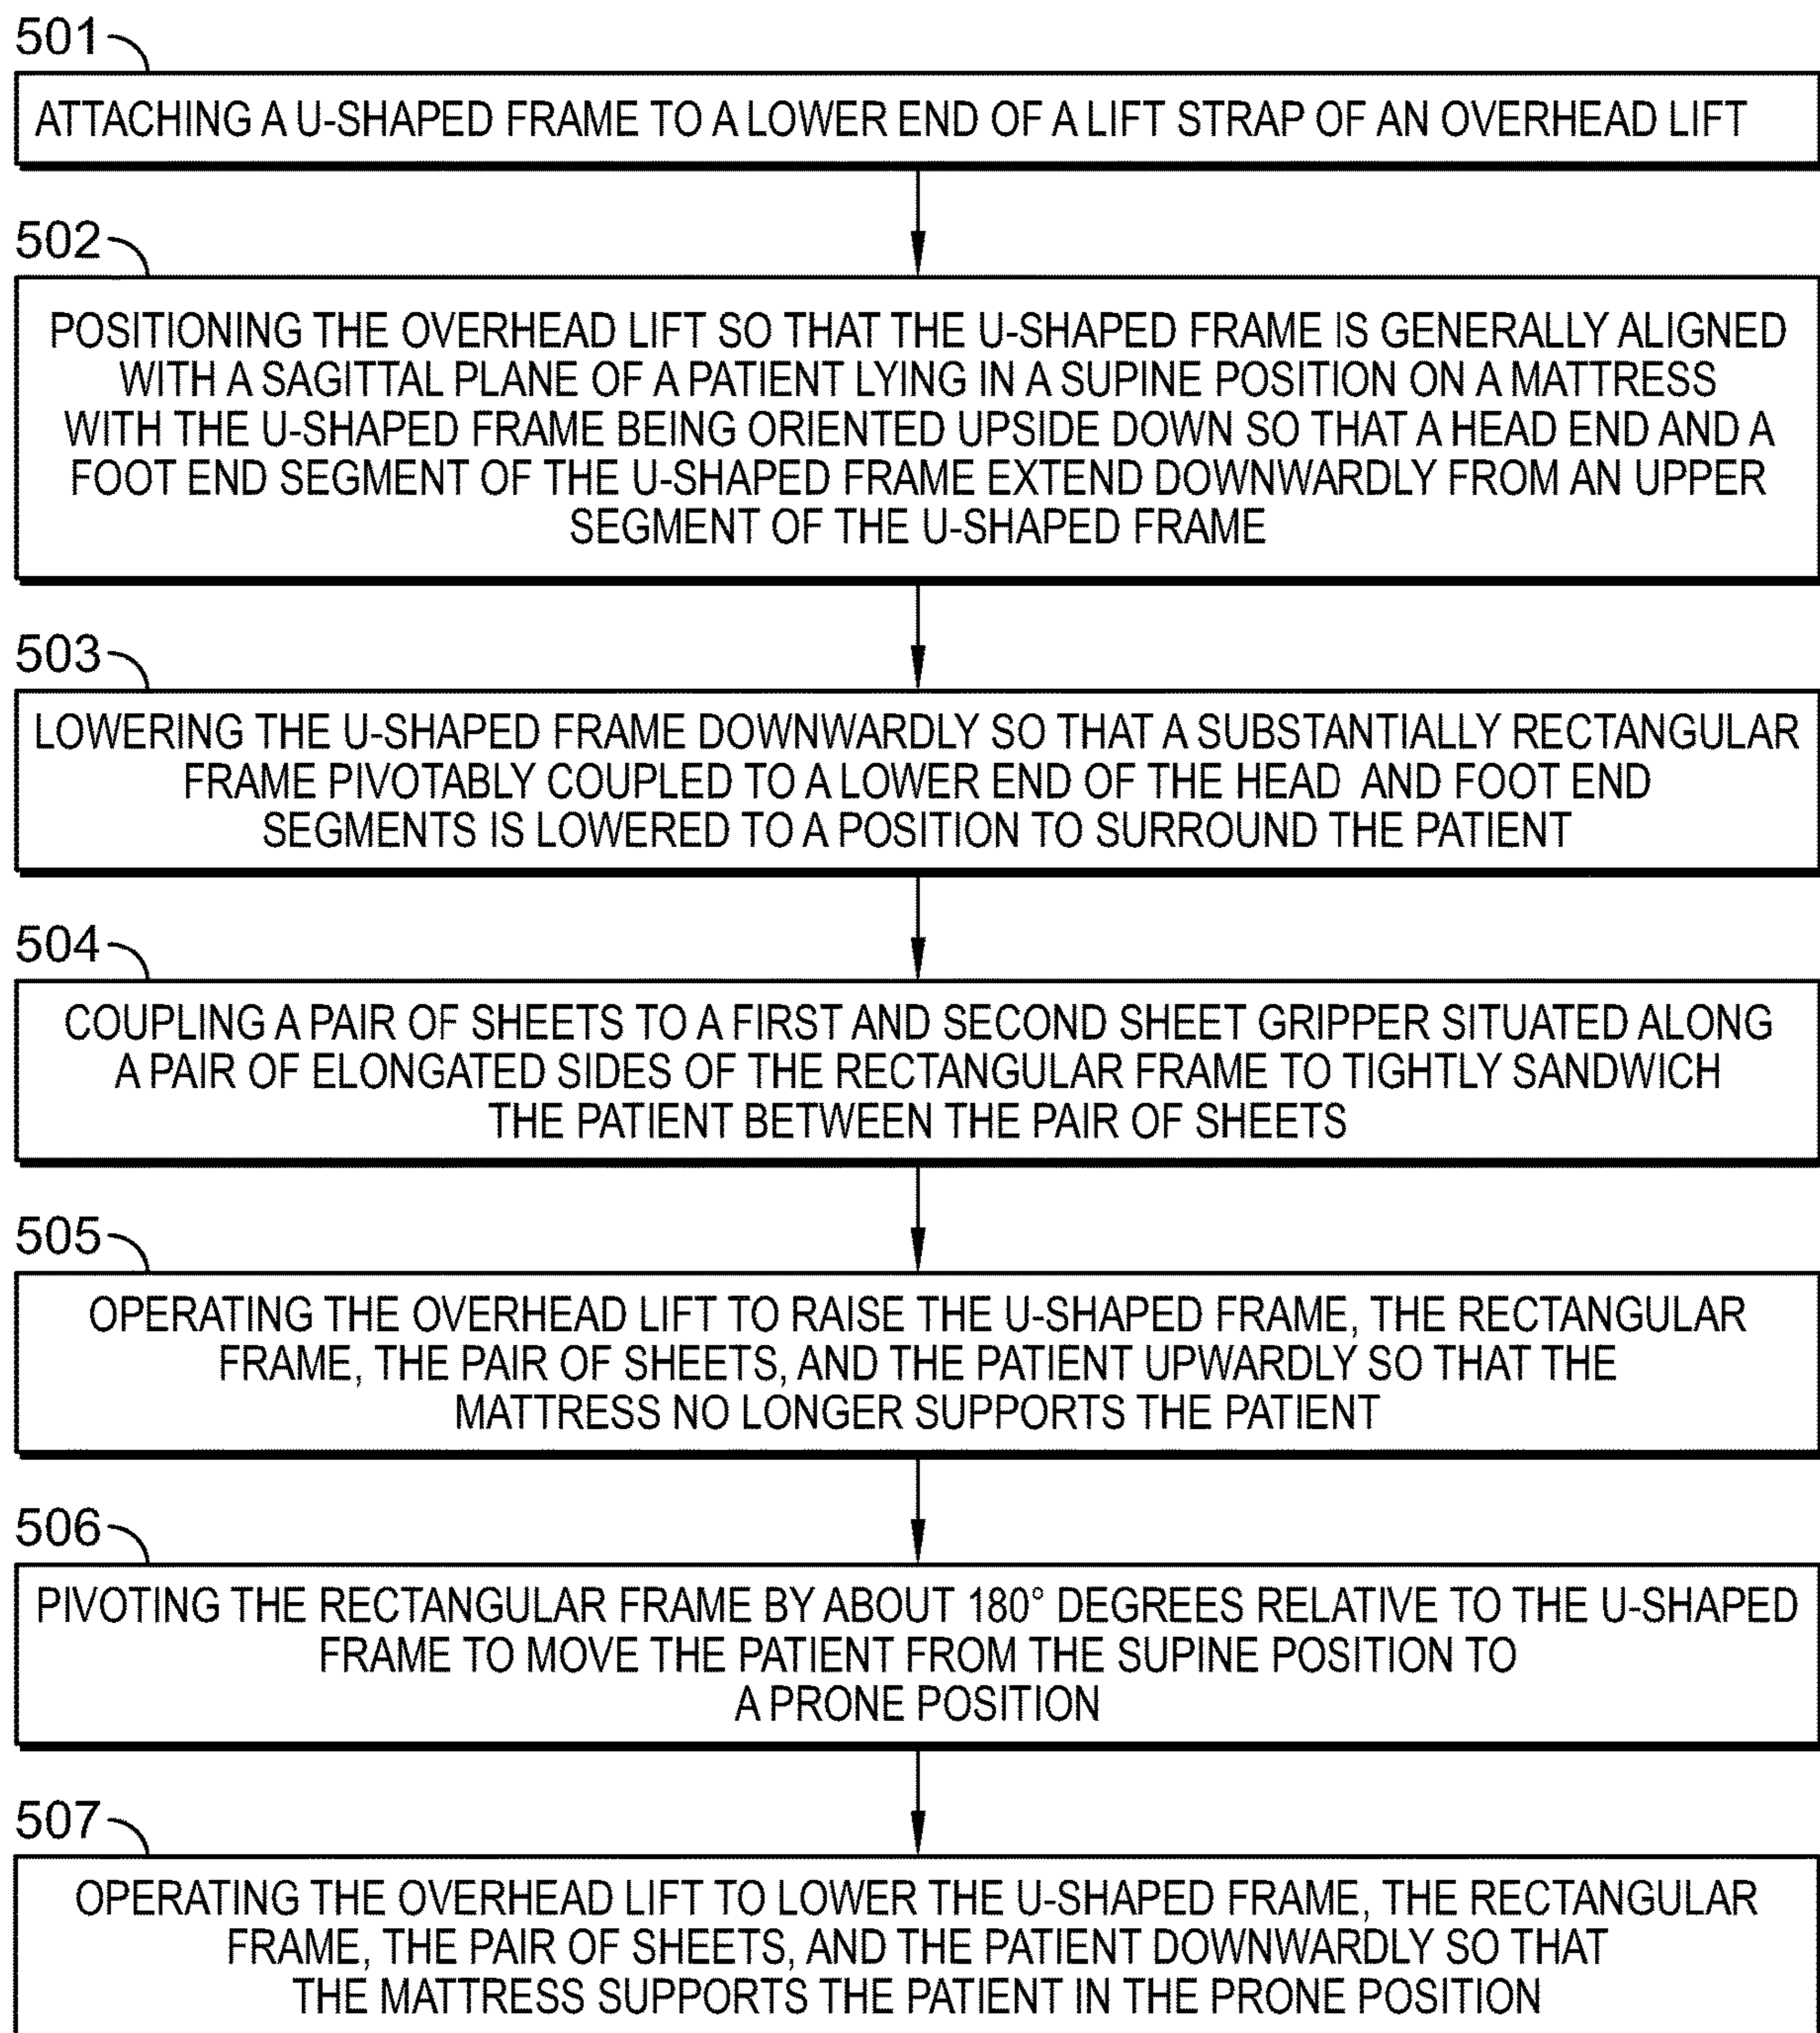 501
ATTACHING A U-SHAPED FRAME TO A LOWER END OF A LIFT STRAP OF AN OVERHEAD LIFT
502
POSITIONING THE OVERHEAD LIFT SO THAT THE U-SHAPED FRAME IS GENERALLY ALIGNED
WITH A SAGITTAL PLANE OF A PATIENT LYING IN A SUPINE POSITION ON A MATTRESS
WITH THE U-SHAPED FRAME BEING ORIENTED UPSIDE DOWN SO THAT A HEAD END AND A
FOOT END SEGMENT OF THE U-SHAPED FRAME EXTEND DOWNWARDLY FROM AN UPPER
SEGMENT OF THE U-SHAPED FRAME
503
LOWERING THE U-SHAPED FRAME DOWNWARDLY SO THAT A SUBSTANTIALLY RECTANGULAR
FRAME PIVOTABLY COUPLED TO A LOWER END OF THE HEAD AND FOOT END
SEGMENTS IS LOWERED TO A POSITION TO SURROUND THE PATIENT
504
COUPLING A PAIR OF SHEETS TO A FIRST AND SECOND SHEET GRIPPER SITUATED ALONG
A PAIR OF ELONGATED SIDES OF THE RECTANGULAR FRAME TO TIGHTLY SANDWICH
THE PATIENT BETWEEN THE PAIR OF SHEETS
505
OPERATING THE OVERHEAD LIFT TO RAISE THE U-SHAPED FRAME, THE RECTANGULAR
FRAME, THE PAIR OF SHEETS, AND THE PATIENT UPWARDLY SO THAT THE
MATTRESS NO LONGER SUPPORTS THE PATIENT
506
PIVOTING THE RECTANGULAR FRAME BY ABOUT 180° DEGREES RELATIVE TO THE U-SHAPED
FRAME TO MOVE THE PATIENT FROM THE SUPINE POSITION TO
A PRONE POSITION
507
OPERATING THE OVERHEAD LIFT TO LOWER THE U-SHAPED FRAME, THE RECTANGULAR
FRAME, THE PAIR OF SHEETS, AND THE PATIENT DOWNWARDLY SO THAT
THE MATTRESS SUPPORTS THE PATIENT IN THE PRONE POSITION